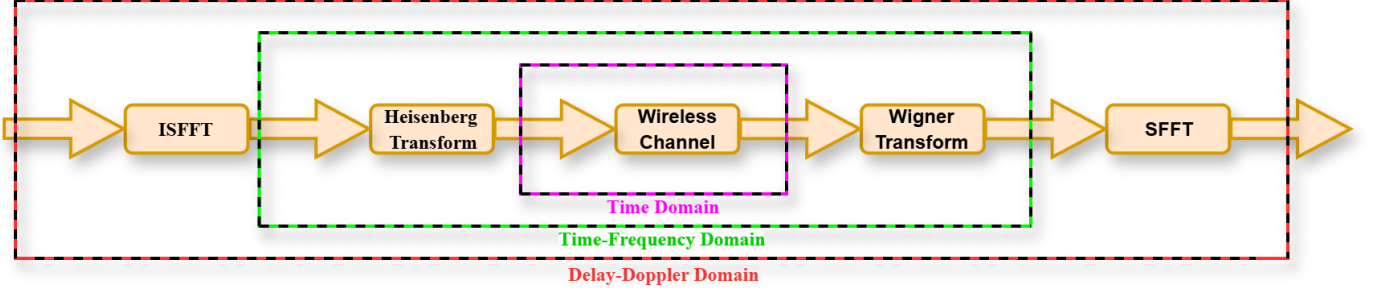 ISFFT
Heisenberg
Transform
Wireless
Channel
Wigner
Transform
SFFT
Time Domain
Time-Frequency Domain
Delay-Doppler Domain